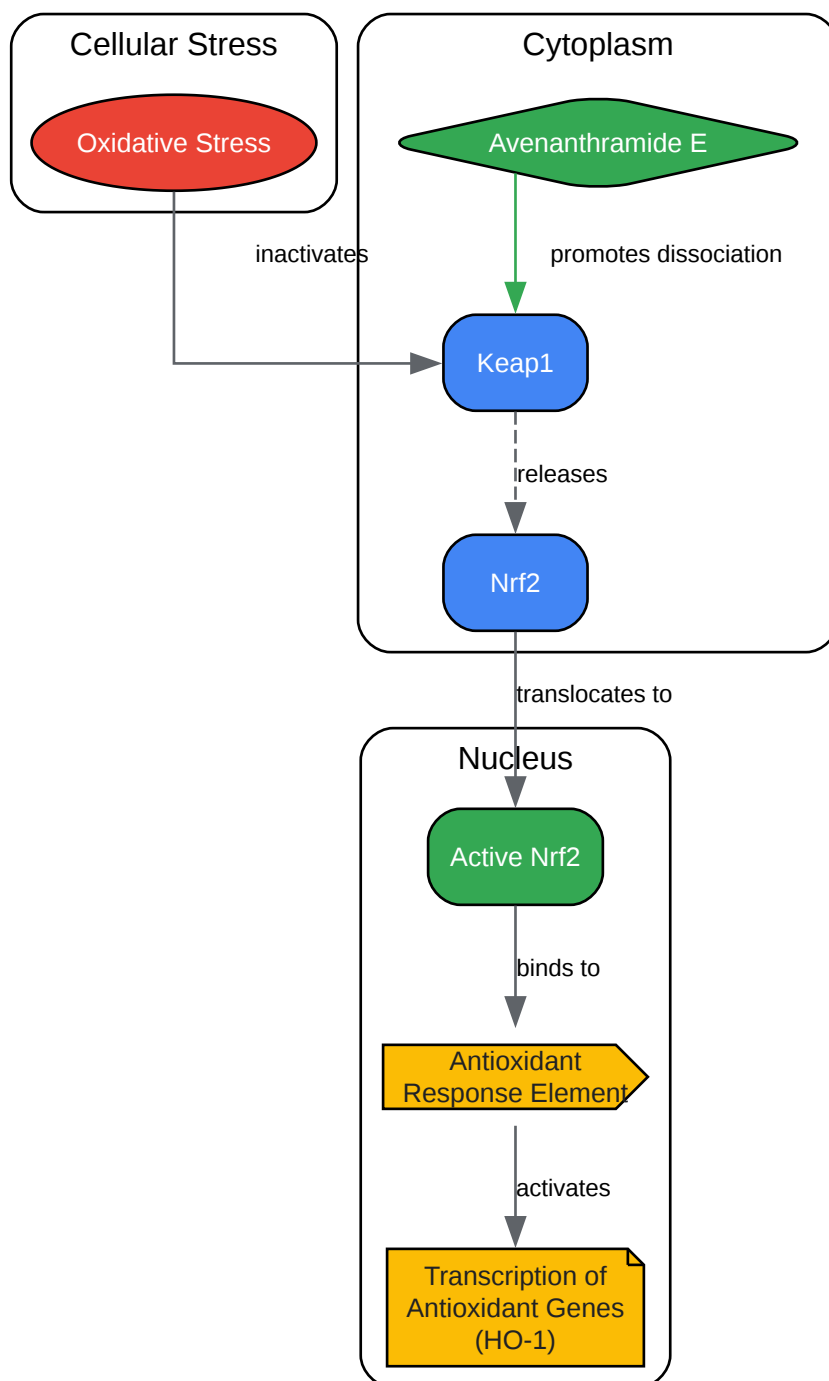 Cellular Stress
Cytoplasm
Oxidative Stress
Avenanthramide E
inactivates
promotes dissociation
Keap1
releases
Nrf2
translocates to
Nucleus
Active Nrf2
binds to
Antioxidant
Response Element
activates
Transcription of
Antioxidant Genes
(HO-1)